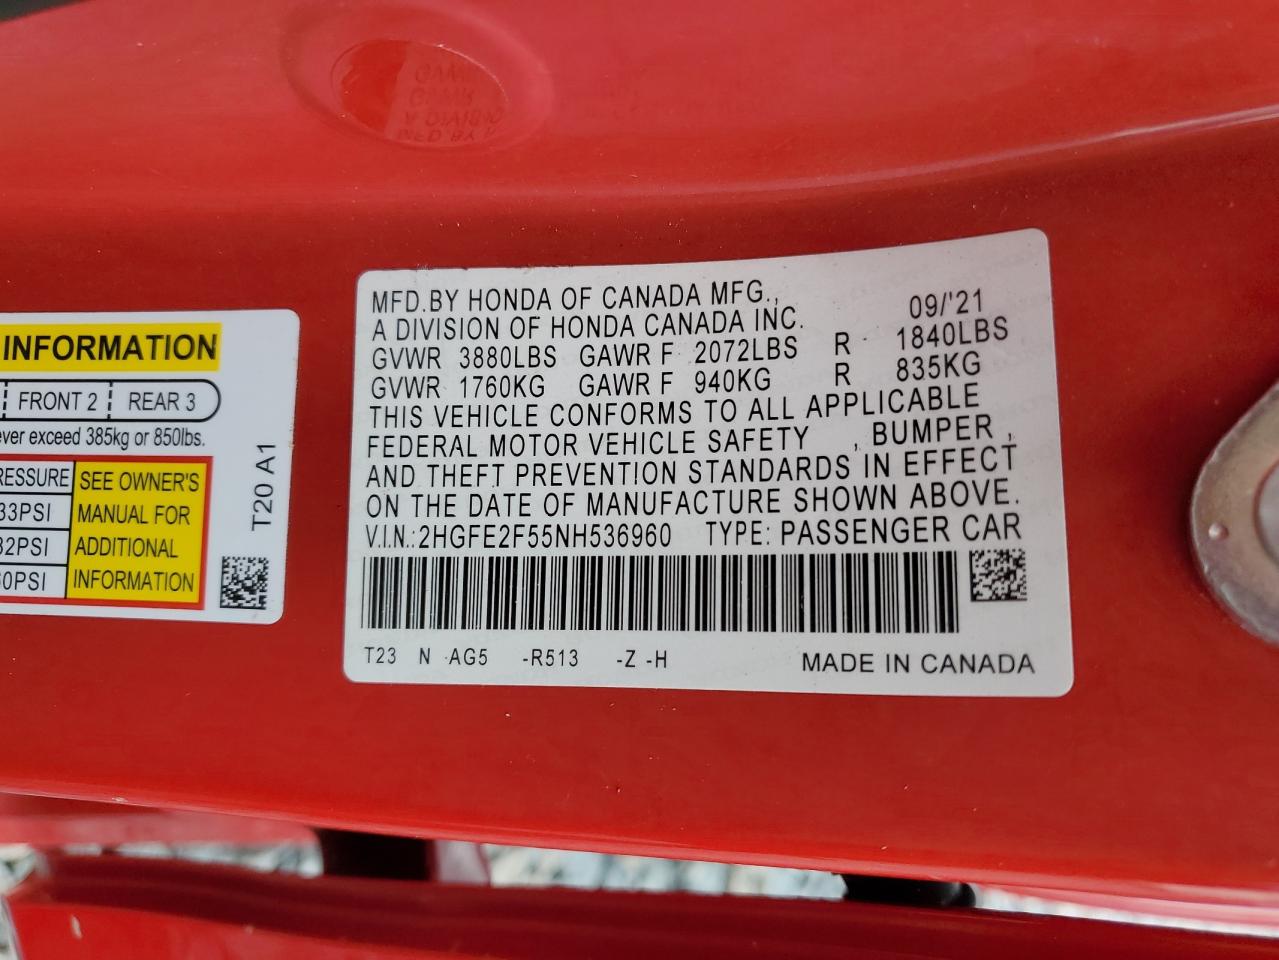 INFORMATION
FRONT 2 REAR 3
ever exceed 385kg or 850lbs.
RESSURE SEE OWNER'S
33PSI MANUAL FOR
32PSI ADDITIONAL
60PSI INFORMATION
T20 A1
MFD.BY HONDA OF CANADA MFG., 09/'21
A DIVISION OF HONDA CANADA INC.
GVWR 3880LBS GAWR F 2072LBS R 1840LBS
GVWR 1760KG GAWR F 940KG R 835KG
THIS VEHICLE CONFORMS TO ALL APPLICABLE
FEDERAL MOTOR VEHICLE SAFETY , BUMPER ,
AND THEFT PREVENTION STANDARDS IN EFFECT
ON THE DATE OF MANUFACTURE SHOWN ABOVE.
V.I.N.:2HGFE2F55NH536960 TYPE: PASSENGER CAR
T23 N AG5 -R513 -Z -H MADE IN CANADA